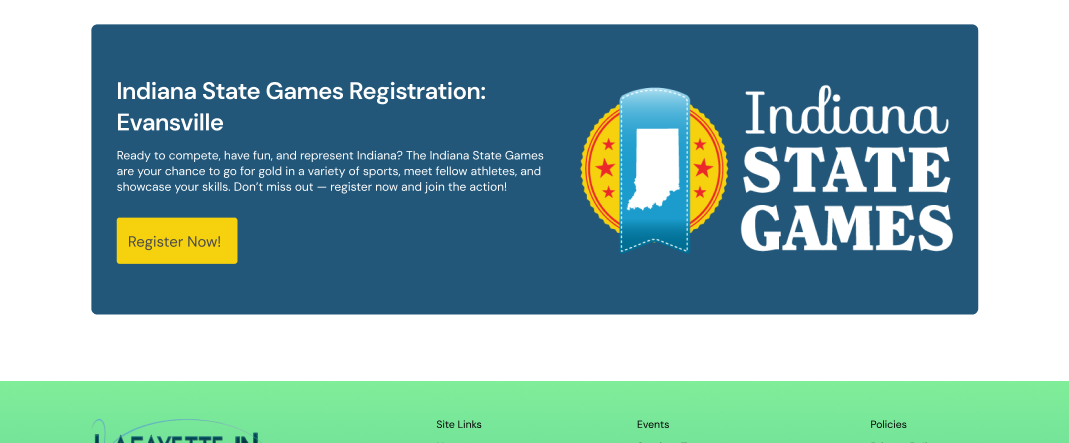 Indiana State Games Registration:
Evansville
Ready to compete, have fun, and represent Indiana? The Indiana State Games
are your chance to go for gold in a variety of sports, meet fellow athletes, and
showcase your skills. Don’t miss out — register now and join the action!
Register Now!
Indiana
STATE
GAMES
LAFAYETTE IN
Site Links
Events
Policies